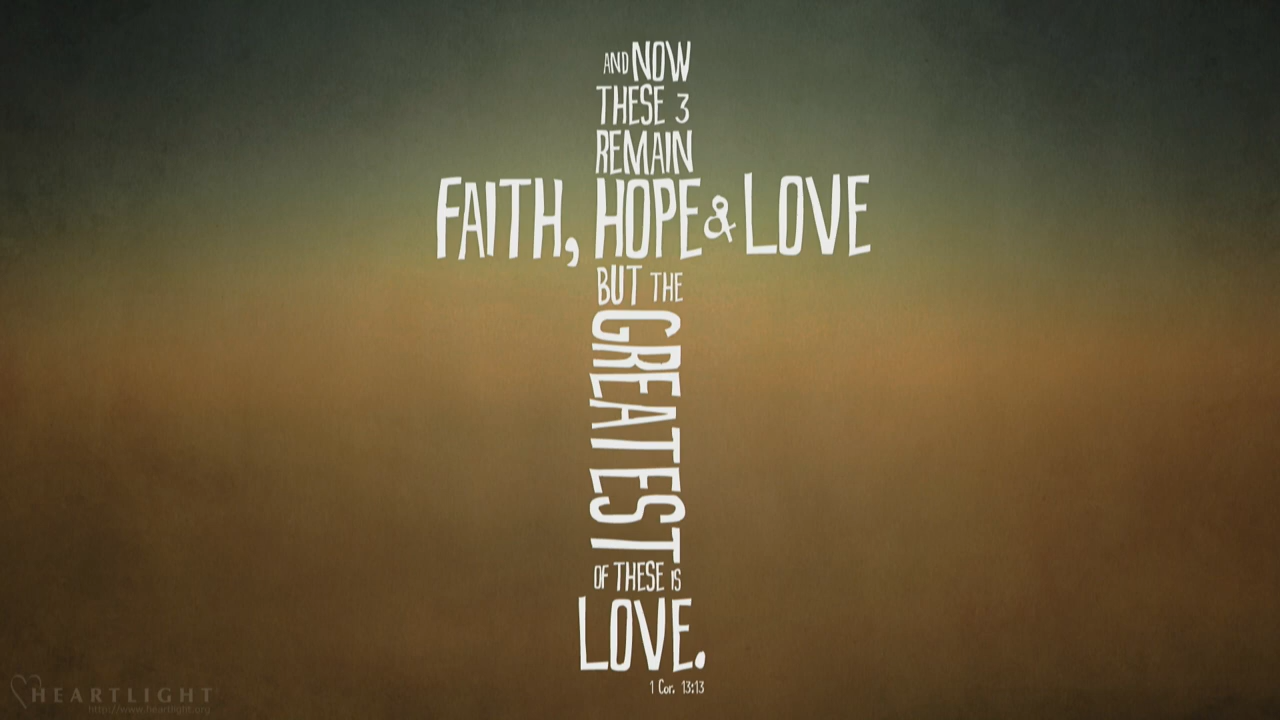 AND NOW
THESE 3
REMAIN
FAITH, HOPE & LOVE
BUT THE
GREATEST
OF THESE IS
LOVE.
1 Cor. 13:13
HEARTLIGHT
http://www.heartlight.org